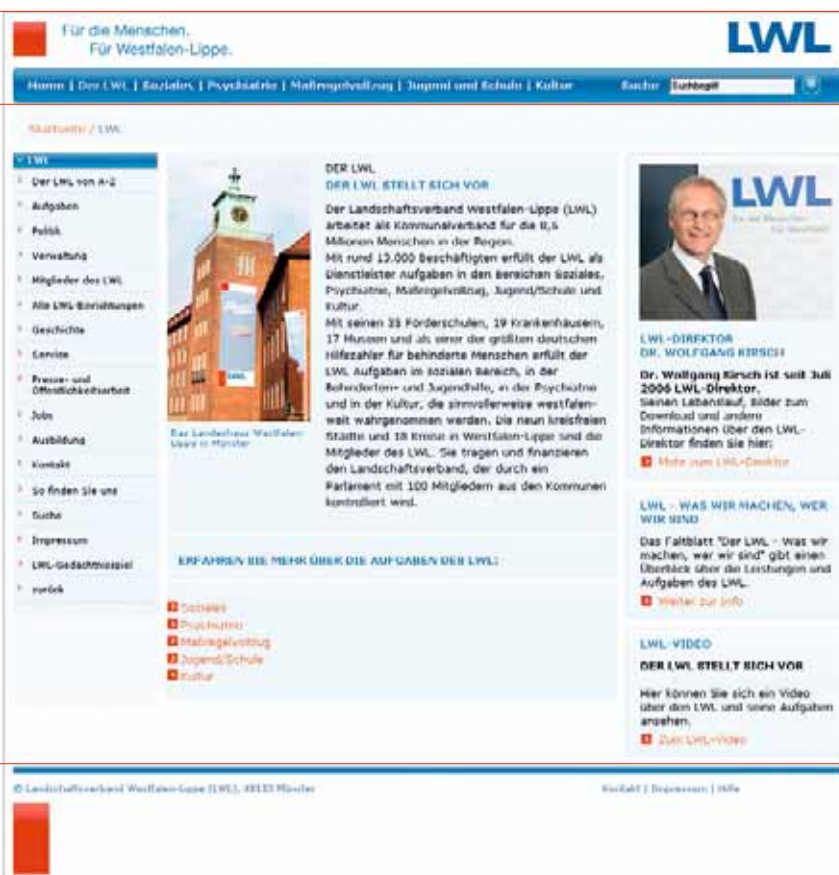 Für die Menschen.
Für Westfalen-Lippe.
LWL
Home | Der LWL | Soziales | Psychiatrie | Maßregelvollzug | Jugend und Schule | Kultur
Suche Suchbegriff
Startseite / LWL
LWL
Der LWL von A-Z
Aufgaben
Politik
Verwaltung
Mitglieder des LWL
Alle LWL-Einrichtungen
Geschichte
Service
Presse- und
Öffentlichkeitsarbeit
Jobs
Ausbildung
Kontakt
So finden Sie uns
Suche
Impressum
LWL-Gedächtnisspiel
zurück
LWL
Das Landeshaus Westfalen-
Lippe in Münster
DER LWL
DER LWL STELLT SICH VOR
Der Landschaftsverband Westfalen-Lippe (LWL)
arbeitet als Kommunalverband für die 8,5
Millionen Menschen in der Region.
Mit rund 13.000 Beschäftigten erfüllt der LWL als
Dienstleister Aufgaben in den Bereichen Soziales,
Psychiatrie, Maßregelvollzug, Jugend/Schule und
Kultur.
Mit seinen 35 Förderschulen, 19 Krankenhäusern,
17 Museen und als einer der größten deutschen
Hilfezahler für behinderte Menschen erfüllt der
LWL Aufgaben im sozialen Bereich, in der
Behinderten- und Jugendhilfe, in der Psychiatrie
und in der Kultur, die sinnvollerweise westfalen-
weit wahrgenommen werden. Die neun kreisfreien
Städte und 18 Kreise in Westfalen-Lippe sind die
Mitglieder des LWL. Sie tragen und finanzieren
den Landschaftsverband, der durch ein
Parlament mit 100 Mitgliedern aus den Kommunen
kontrolliert wird.
ERFAHREN SIE MEHR ÜBER DIE AUFGABEN DES LWL:
Soziales
Psychiatrie
Maßregelvollzug
Jugend/Schule
Kultur
LWL
Für die Menschen
Für Westfalen
LWL-DIREKTOR
DR. WOLFGANG KIRSCH
Dr. Wolfgang Kirsch ist seit Juli
2006 LWL-Direktor.
Seinen Lebenslauf, Bilder zum
Download und andere
Informationen über den LWL-
Direktor finden Sie hier:
Mehr zum LWL-Direktor
LWL - WAS WIR MACHEN, WER
WIR SIND
Das Faltblatt "Der LWL - Was wir
machen, wer wir sind" gibt einen
Überblick über die Leistungen und
Aufgaben des LWL.
Weiter zur Info
LWL-VIDEO
DER LWL STELLT SICH VOR
Hier können Sie sich ein Video
über den LWL und seine Aufgaben
ansehen.
Zum LWL-Video
© Landschaftsverband Westfalen-Lippe (LWL), 48133 Münster
Kontakt | Impressum | Hilfe